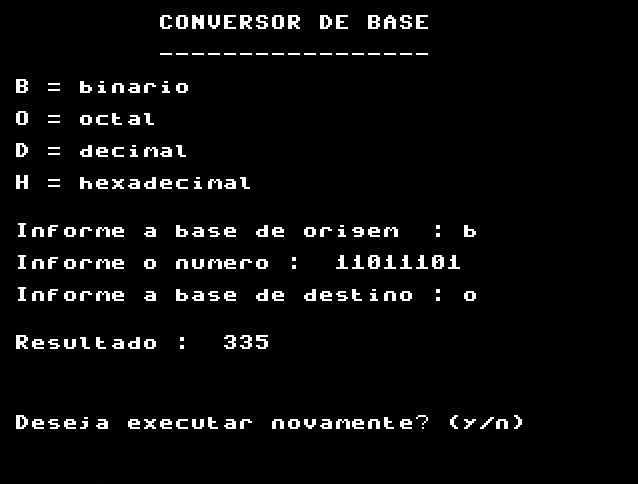 CONVERSOR DE BASE
-----------------
B = binario
O = octal
D = decimal
H = hexadecimal
Informe a base de origem  : b
Informe o numero :  11011101
Informe a base de destino : o
Resultado :  335
Deseja executar novamente? (y/n)